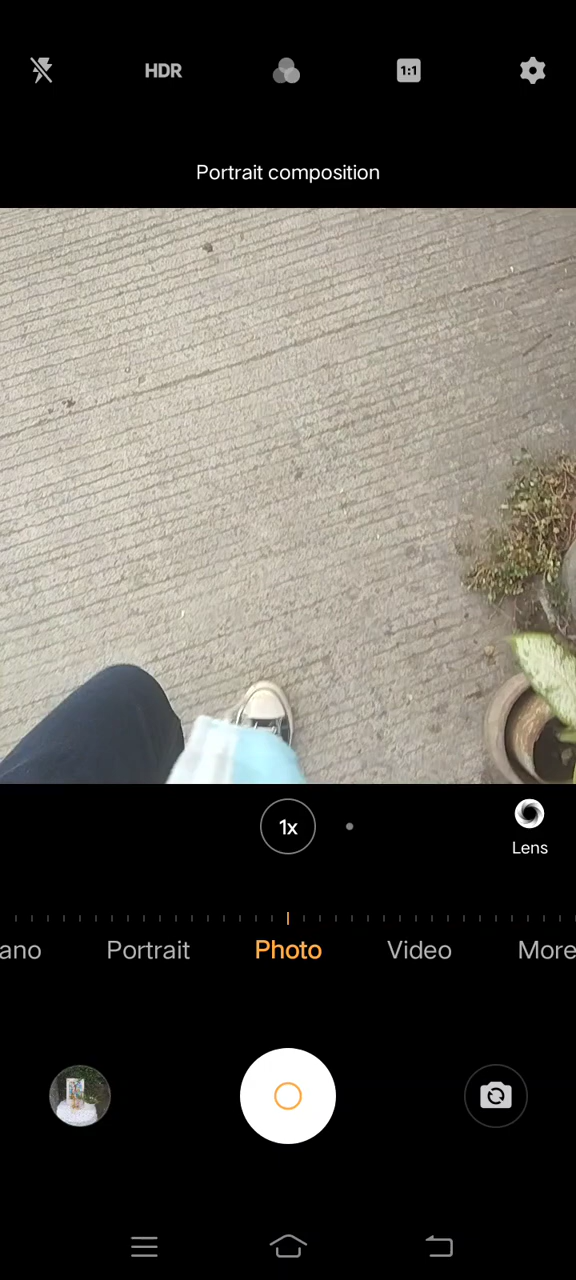 HDR
1:1
Portrait composition
1x
Lens
ano
Portrait
Photo
Video
More